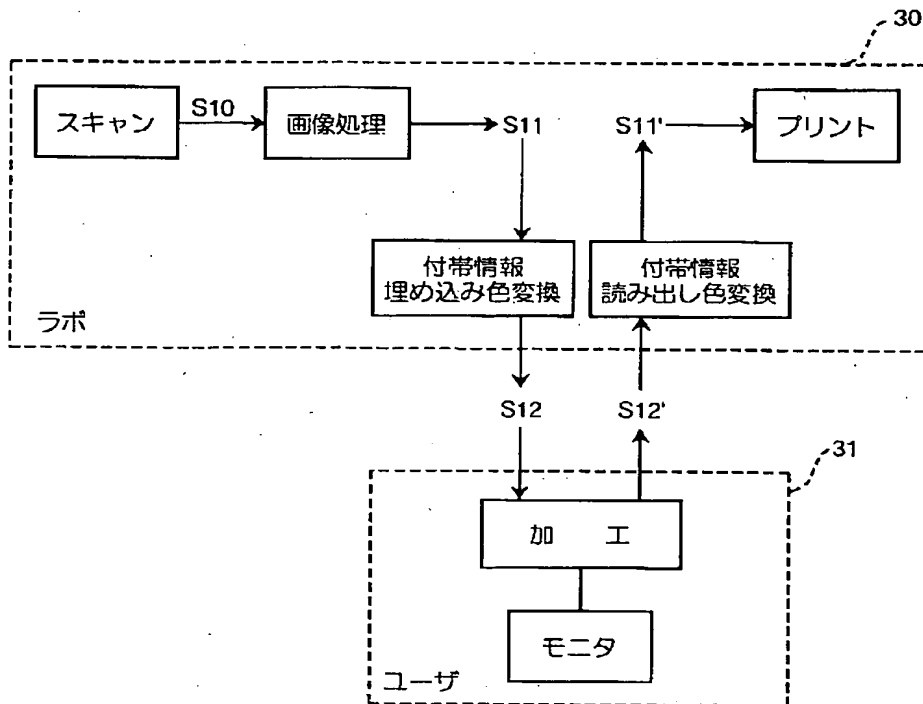 30
スキャン
S10
画像処理
S11
S11'
プリント
付帯情報
埋め込み色変換
付帯情報
読み出し色変換
ラボ
S12
S12'
31
加 工
モニタ
ユーザ